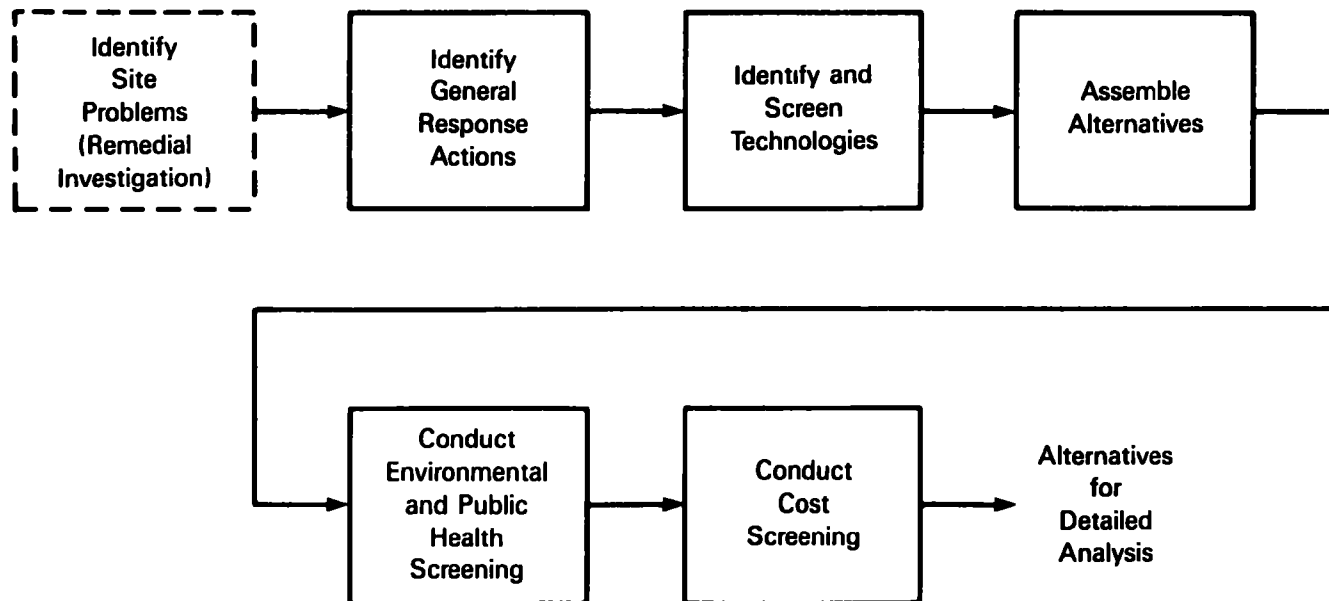 Identify
Site
Problems
(Remedial
Investigation)
Identify
General
Response
Actions
Identify and
Screen
Technologies
Assemble
Alternatives
Conduct
Environmental
and Public
Health
Screening
Conduct
Cost
Screening
Alternatives
for
Detailed
Analysis